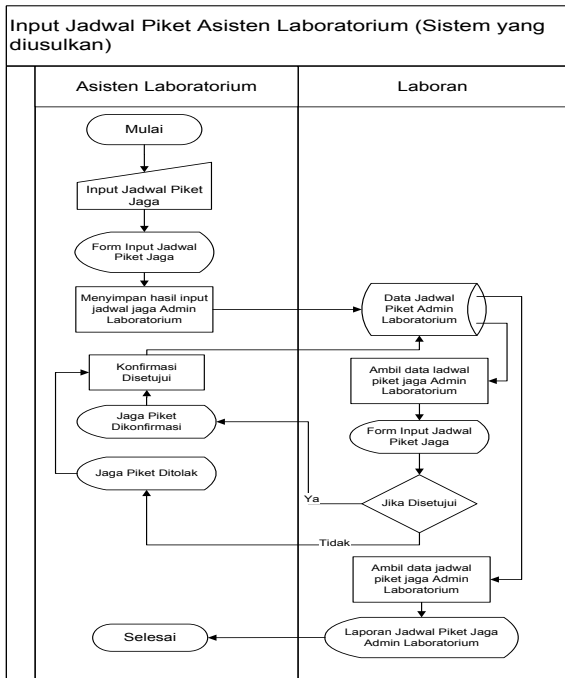 Input Jadwal Piket Asisten Laboratorium (Sistem yang
diusulkan)
Asisten Laboratorium
Laboran
Mulai
Input Jadwal Piket
Jaga
Form Input Jadwal
Piket Jaga
Menyimpan hasil input
jadwal jaga Admin
Laboratorium
Data Jadwal
Piket Admin
Laboratorium
Konfirmasi
Disetujui
Ambil data ladwal
piket jaga Admin
Laboratorium
Jaga Piket
Dikonfirmasi
Form Input Jadwal
Piket Jaga
Jaga Piket Ditolak
Ya
Jika Disetujui
Tidak
Ambil data jadwal
piket jaga Admin
Laboratorium
Selesai
Laporan Jadwal Piket Jaga
Admin Laboratorium